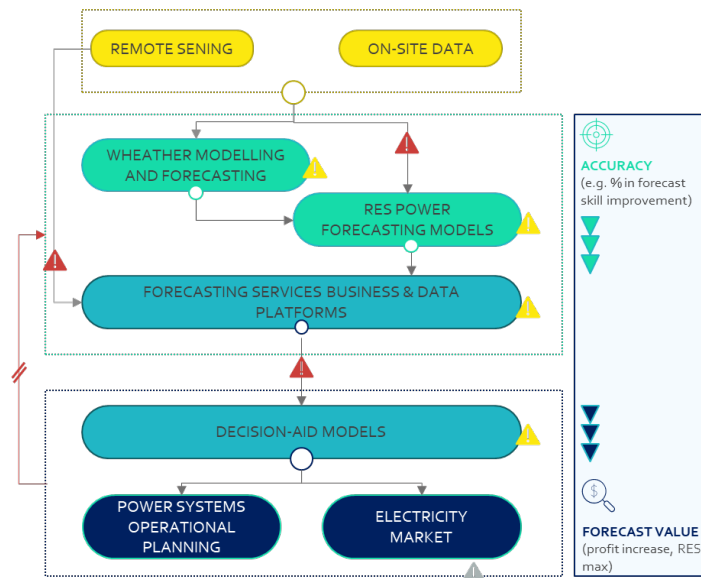 REMOTE SENING
ON-SITE DATA
WHEATHER MODELLING
AND FORECASTING
RES POWER
FORECASTING MODELS
FORECASTING SERVICES BUSINESS & DATA
PLATFORMS
DECISION-AID MODELS
POWER SYSTEMS
OPERATIONAL
PLANNING
ELECTRICITY
MARKET
ACCURACY
(e.g. % in forecast
skill improvement)
$
FORECAST VALUE
(profit increase, RES
max)